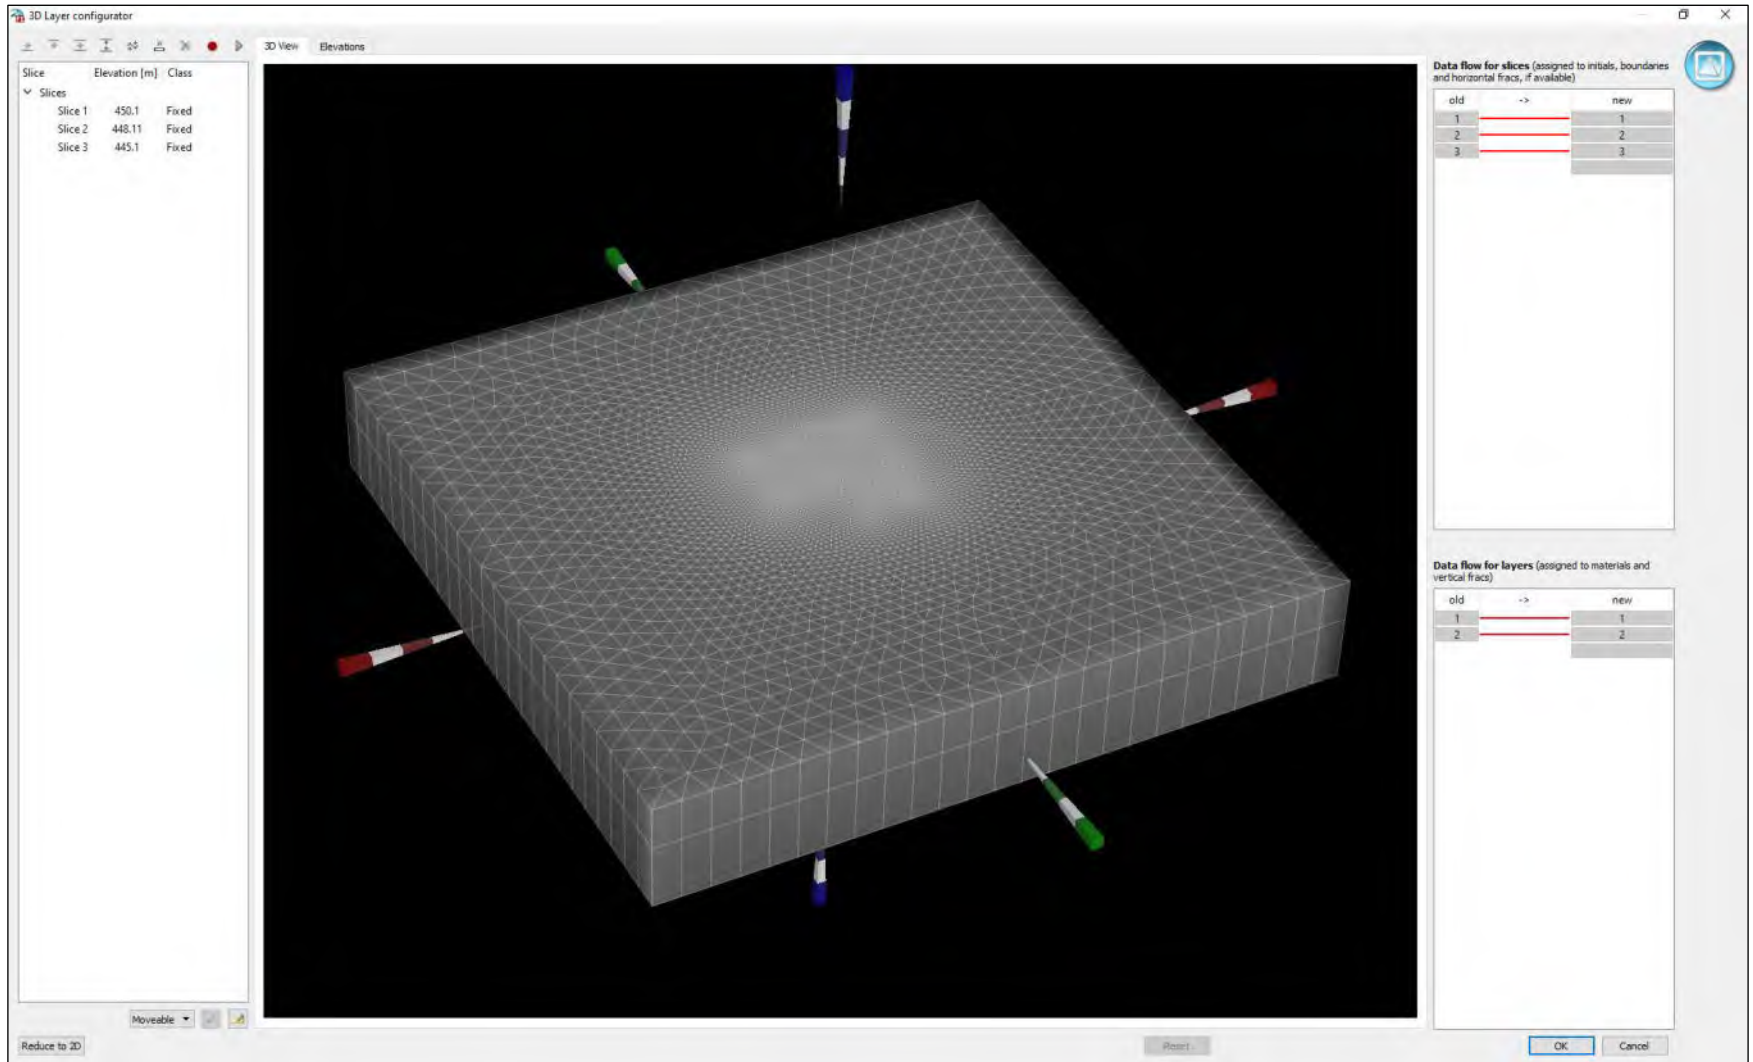 3D Layer configurator
3D View Elevations
Slice Elevation [m] Class
Slices
Slice 1 450.1 Fixed
Slice 2 448.11 Fixed
Slice 3 445.1 Fixed
Moveable
Reduce to 2D
Data flow for slices (assigned to initials, boundaries
and horizontal fracs, if available)
old -> new
1 1
2 2
3 3
Data flow for layers (assigned to materials and
vertical fracs)
old -> new
1 1
2 2
Reset
OK Cancel